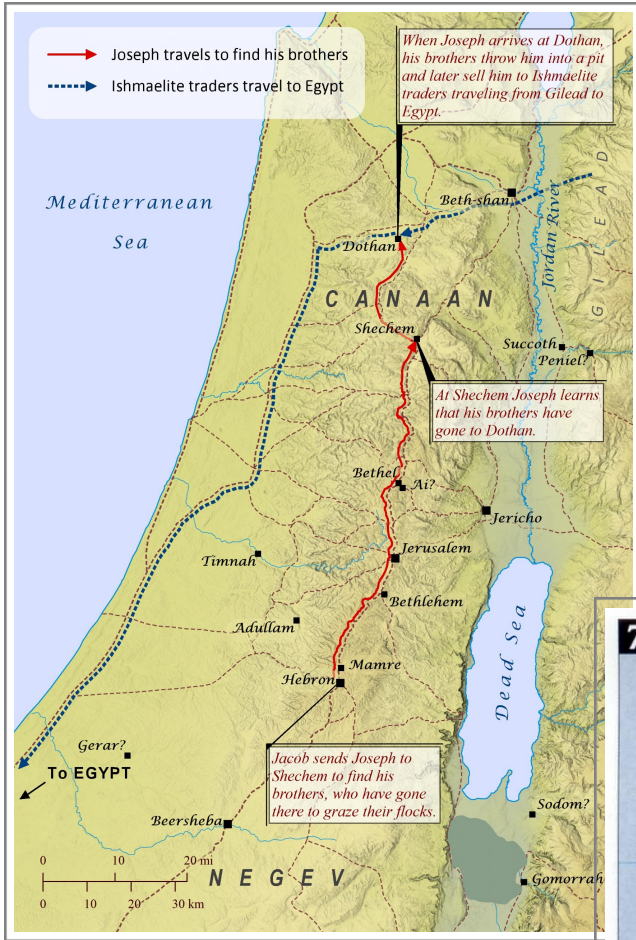 Joseph travels to find his brothers
Ishmaelite traders travel to Egypt
When Joseph arrives at Dothan,
his brothers throw him into a pit
and later sell him to Ishmaelite
traders traveling from Gilead to
Egypt.
Mediterranean
Sea
Beth-shan
Jordan River
GILEAD
Dothan
CANAAN
Shechem
Succoth
Peniel?
At Shechem Joseph learns
that his brothers have
gone to Dothan.
Bethel
Ai?
Jericho
Timnah
Jerusalem
Bethlehem
Adullam
Mamre
Hebron
Dead Sea
Gerar?
To EGYPT
Jacob sends Joseph to
Shechem to find his
brothers, who have gone
there to graze their flocks.
Beersheba
Sodom?
Gomorrah
NEGEV
0 10 20 mi
0 10 20 30 km
7